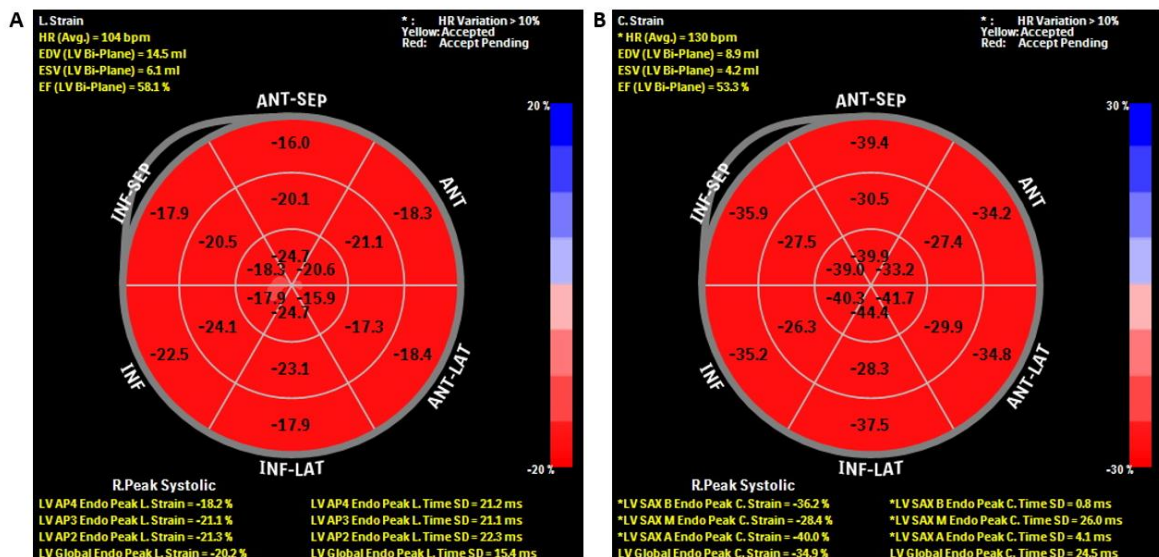 A
L. Strain
HR (Avg.) = 104 bpm
EDV (LV Bi-Plane) = 14.5 ml
ESV (LV Bi-Plane) = 6.1 ml
EF (LV Bi-Plane) = 58.1 %
* : HR Variation > 10%
Yellow: Accepted
Red: Accept Pending
20 %
-20 %
ANT-SEP
ANT
ANT-LAT
INF-LAT
INF
INF-SEP
-16.0
-17.9 -18.3
-20.1
-20.5 -21.1
-24.7
-18.3 -20.6
-17.9 -15.9
-24.7
-24.1 -17.3
-22.5 -18.4
-23.1
-17.9
R.Peak Systolic
LV AP4 Endo Peak L. Strain = -18.2 % LV AP4 Endo Peak L. Time SD = 21.2 ms
LV AP3 Endo Peak L. Strain = -21.1 % LV AP3 Endo Peak L. Time SD = 21.1 ms
LV AP2 Endo Peak L. Strain = -21.3 % LV AP2 Endo Peak L. Time SD = 22.3 ms
LV Global Endo Peak L. Strain = -20.2 % LV Global Endo Peak L. Time SD = 15.4 ms
B
C. Strain
* HR (Avg.) = 130 bpm
EDV (LV Bi-Plane) = 8.9 ml
ESV (LV Bi-Plane) = 4.2 ml
EF (LV Bi-Plane) = 53.3 %
* : HR Variation > 10%
Yellow: Accepted
Red: Accept Pending
30 %
-30 %
ANT-SEP
ANT
ANT-LAT
INF-LAT
INF
INF-SEP
-39.4
-35.9 -34.2
-30.5
-27.5 -27.4
-39.9
-39.0 -33.2
-40.3 -41.7
-44.4
-26.3 -29.9
-35.2 -34.8
-28.3
-37.5
R.Peak Systolic
*LV SAX B Endo Peak C. Strain = -36.2 % *LV SAX B Endo Peak C. Time SD = 0.8 ms
*LV SAX M Endo Peak C. Strain = -28.4 % *LV SAX M Endo Peak C. Time SD = 26.0 ms
*LV SAX A Endo Peak C. Strain = -40.0 % *LV SAX A Endo Peak C. Time SD = 4.1 ms
LV Global Endo Peak C. Strain = -34.9 % LV Global Endo Peak C. Time SD = 24.5 ms